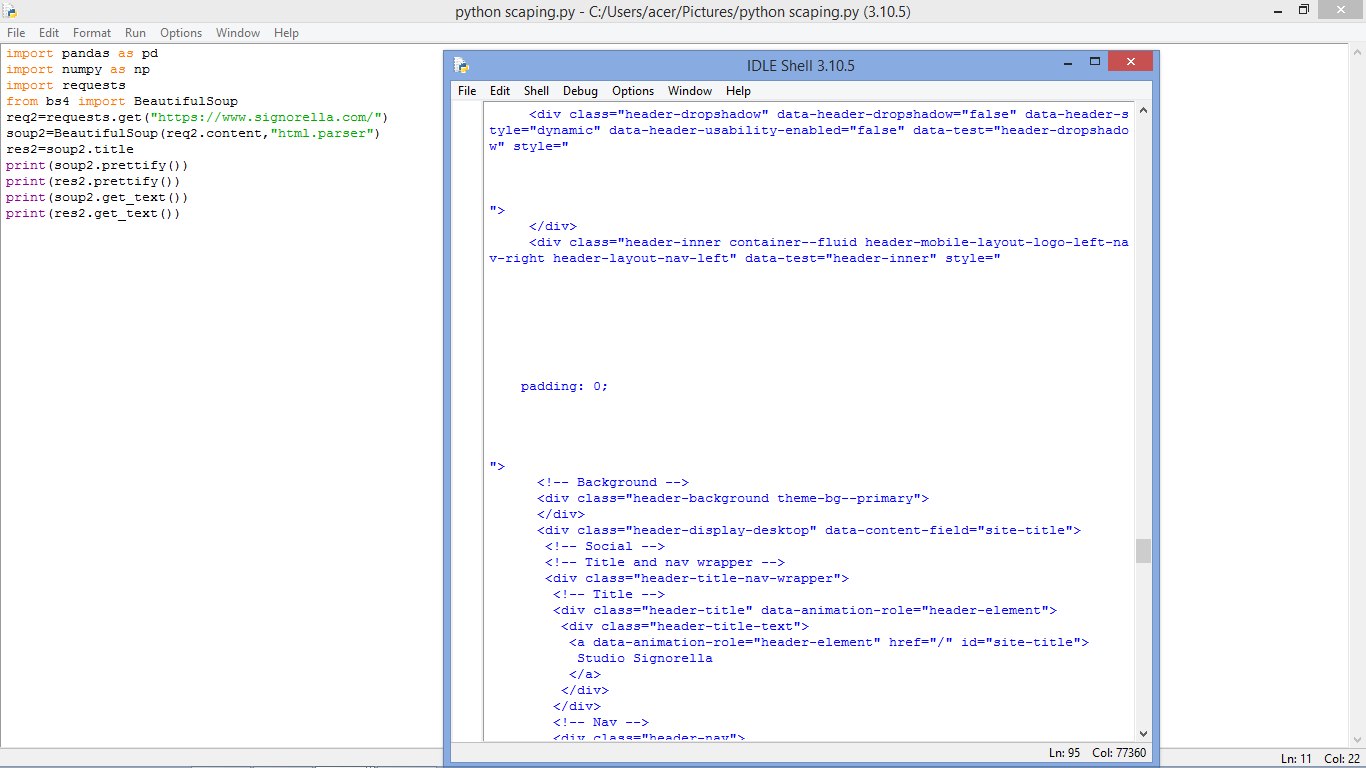 python scaping.py - C:/Users/acer/Pictures/python scaping.py (3.10.5)
File Edit Format Run Options Window Help
import pandas as pd
import numpy as np
import requests
from bs4 import BeautifulSoup
req2=requests.get("https://www.signorella.com/")
soup2=BeautifulSoup(req2.content,"html.parser")
res2=soup2.title
print(soup2.prettify())
print(res2.prettify())
print(soup2.get_text())
print(res2.get_text())
IDLE Shell 3.10.5
File Edit Shell Debug Options Window Help
<div class="header-dropshadow" data-header-dropshadow="false" data-header-s
tyle="dynamic" data-header-usability-enabled="false" data-test="header-dropshado
w" style="
">
</div>
<div class="header-inner container--fluid header-mobile-layout-logo-left-na
v-right header-layout-nav-left" data-test="header-inner" style="
padding: 0;
">
<!-- Background -->
<div class="header-background theme-bg--primary">
</div>
<div class="header-display-desktop" data-content-field="site-title">
<!-- Social -->
<!-- Title and nav wrapper -->
<div class="header-title-nav-wrapper">
<!-- Title -->
<div class="header-title" data-animation-role="header-element">
<div class="header-title-text">
<a data-animation-role="header-element" href="/" id="site-title">
Studio Signorella
</a>
</div>
</div>
<!-- Nav -->
<div class="header-nav">
Ln: 95 Col: 77360
Ln: 11 Col: 22